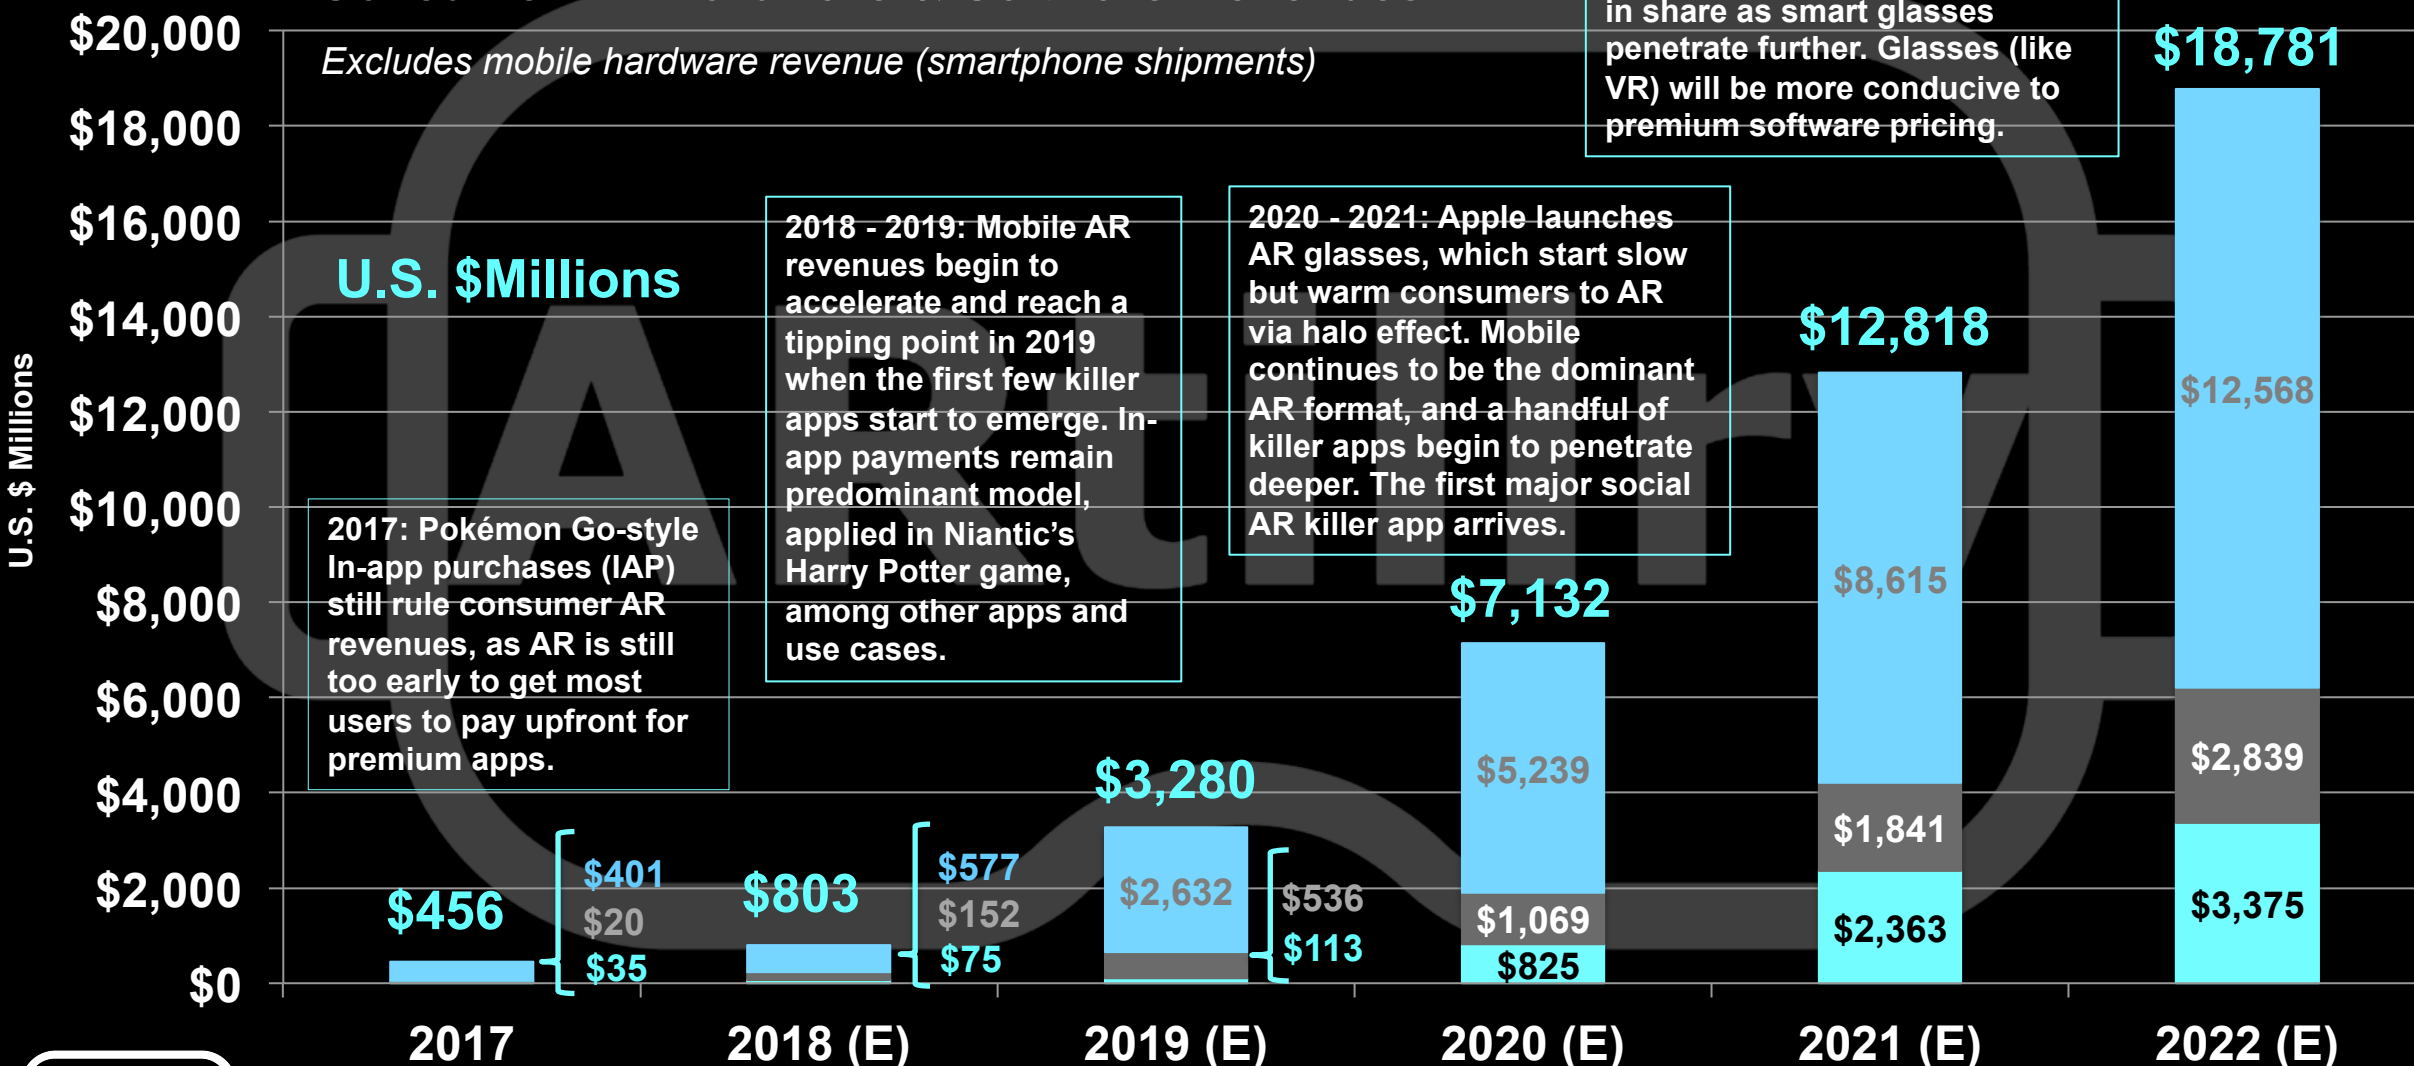 in share as smart glasses
penetrate further. Glasses (like
VR) will be more conducive to
premium software pricing.
Excludes mobile hardware revenue (smartphone shipments)
U.S. $Millions
U.S. $ Millions
$20,000
$18,000
$16,000
$14,000
$12,000
$10,000
$8,000
$6,000
$4,000
$2,000
$0
ARtillry
2017: Pokémon Go-style
In-app purchases (IAP)
still rule consumer AR
revenues, as AR is still
too early to get most
users to pay upfront for
premium apps.
2018 - 2019: Mobile AR
revenues begin to
accelerate and reach a
tipping point in 2019
when the first few killer
apps start to emerge. In-
app payments remain
predominant model,
applied in Niantic’s
Harry Potter game,
among other apps and
use cases.
2020 - 2021: Apple launches
AR glasses, which start slow
but warm consumers to AR
via halo effect. Mobile
continues to be the dominant
AR format, and a handful of
killer apps begin to penetrate
deeper. The first major social
AR killer app arrives.
$456
$401
$20
$35
$803
$577
$152
$75
$3,280
$2,632
$536
$113
$7,132
$5,239
$1,069
$825
$12,818
$8,615
$1,841
$2,363
$18,781
$12,568
$2,839
$3,375
2017
2018 (E)
2019 (E)
2020 (E)
2021 (E)
2022 (E)